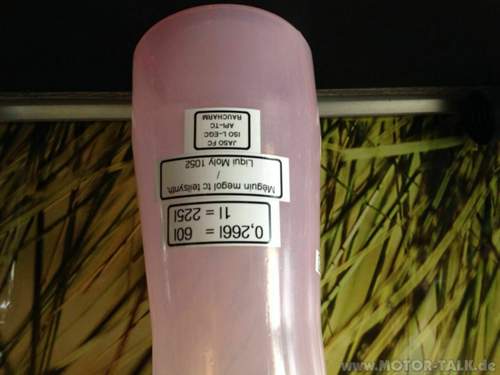 0,266l = 60l
1l = 225l
Méguin megol tc teilsynth.
/
Liqui Moly 1052
JASO FC
ISO L-EGC
API-TC
RAUCHARM
www.MOTOR-TALK.de